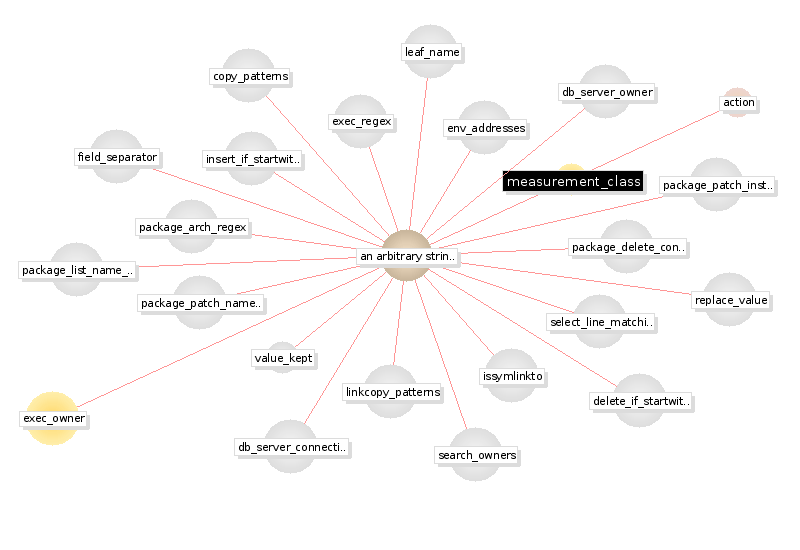 leaf_name
copy_patterns
db_server_owner
action
exec_regex
env_addresses
field_separator
insert_if_startwit..
measurement_class
package_patch_inst..
package_arch_regex
package_delete_con..
an arbitrary strin..
package_list_name_..
package_patch_name..
replace_value
select_line_matchi..
value_kept
issymlinkto
linkcopy_patterns
delete_if_startwit..
exec_owner
db_server_connecti..
search_owners